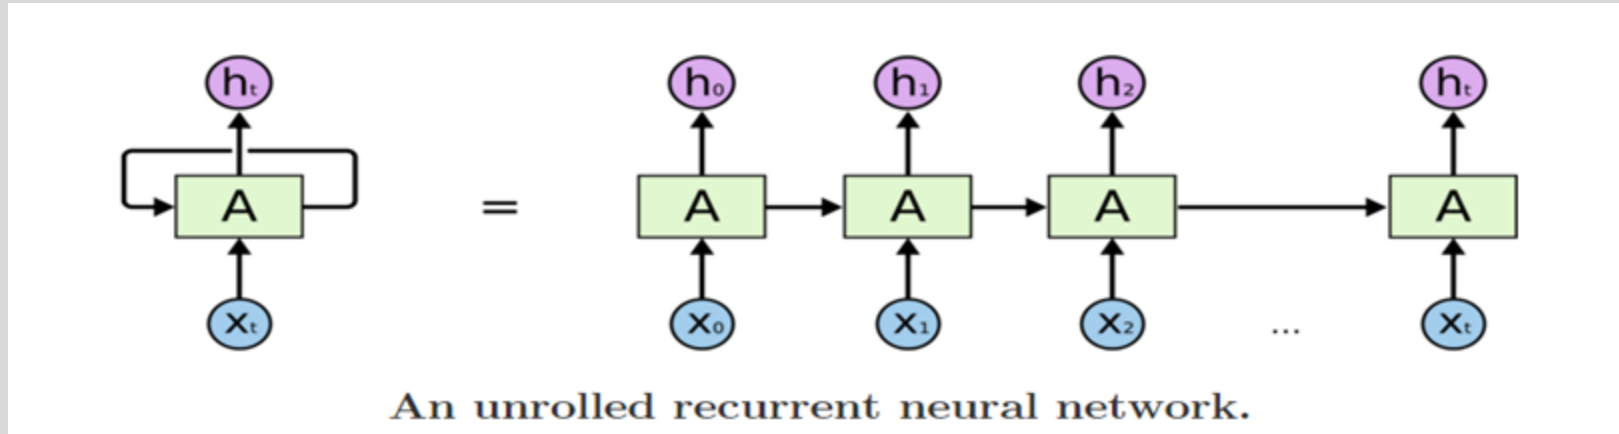 hₜ h₀ h₁ h₂ hₜ
A = A A A A
xₜ x₀ x₁ x₂ ... xₜ
An unrolled recurrent neural network.